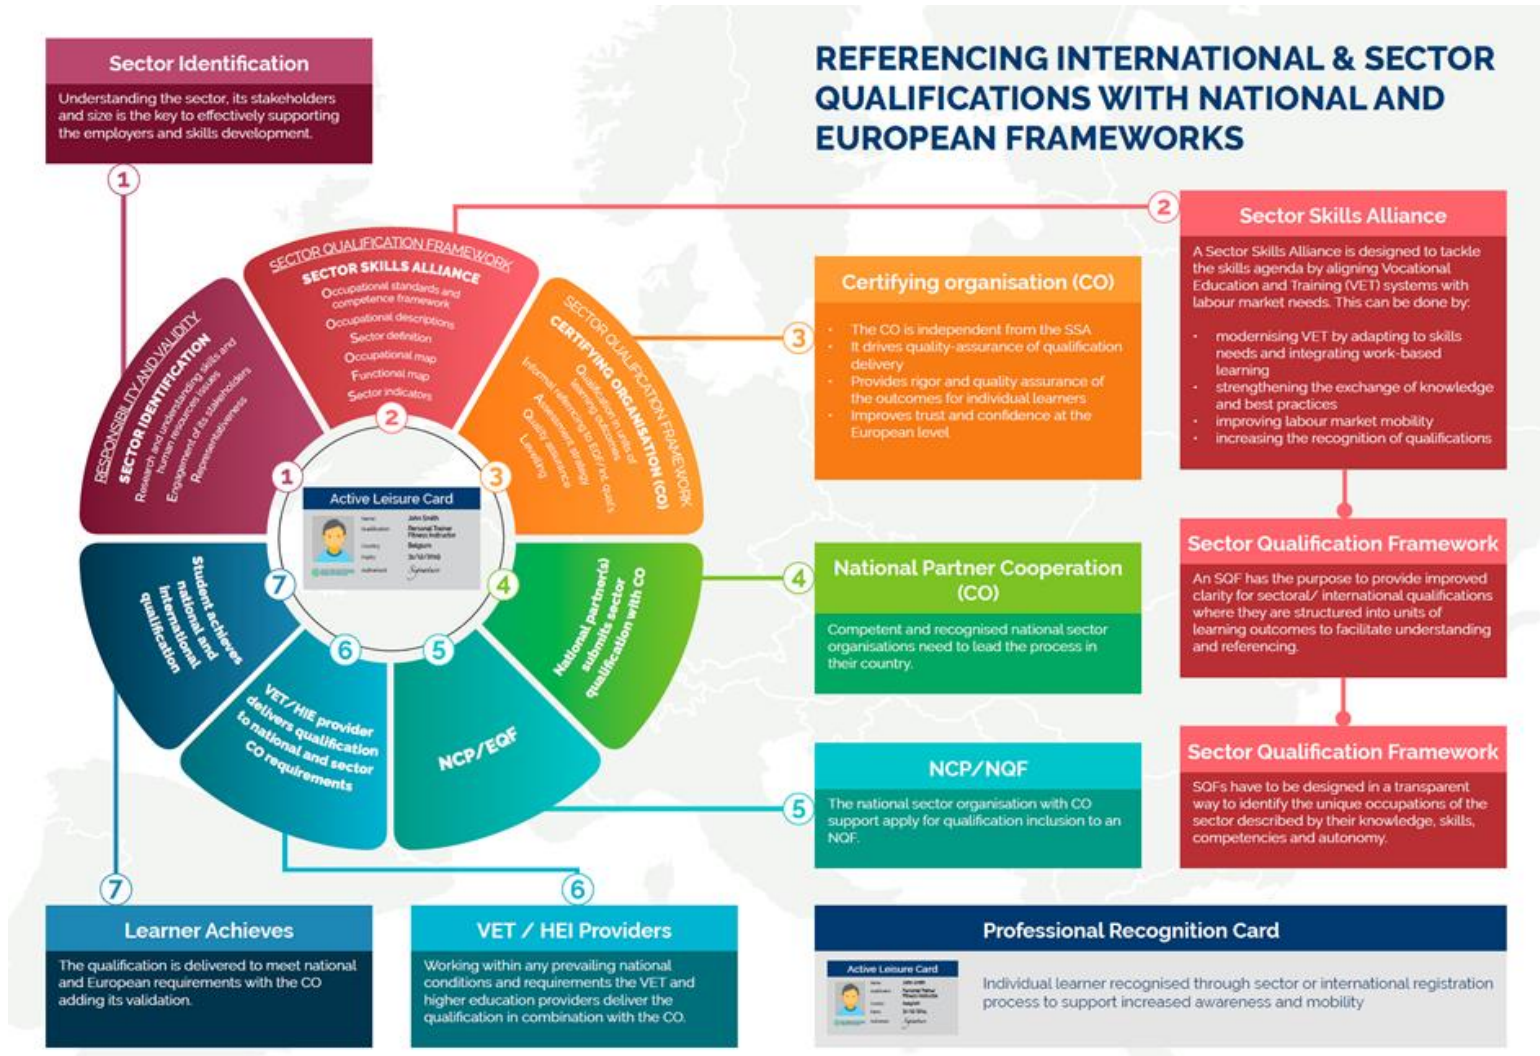 REFERENCING INTERNATIONAL & SECTOR
QUALIFICATIONS WITH NATIONAL AND
EUROPEAN FRAMEWORKS
Sector Identification
Understanding the sector, its stakeholders
and size is the key to effectively supporting
the employers and skills development.
1
RESPONSIBILITY AND VALIDITY
SECTOR IDENTIFICATION
Research and understanding skills and
human resources issues
Engagement of its stakeholders
Representativeness
1
SECTOR QUALIFICATION FRAMEWORK
SECTOR SKILLS ALLIANCE
Occupational standards and
competence framework
Occupational descriptions
Sector definition
Occupational map
Functional map
Sector indicators
2
SECTOR QUALIFICATION FRAMEWORK
CERTIFYING ORGANISATION (CO)
Qualification in units of
learning outcomes
Informal referncing to EQF/int. qual's
Assessment strategy
Quality assurance
Levelling
3
National partner(s)
submits sector
qualification with CO
4
NCP/EQF
5
VET/HIE provider
delivers qualification
to national and sector
CO requirements
6
Student achieves
national and
international
qualification
7
Active Leisure Card
Name
John Smith
Qualification
Personal Trainer
Fitness Instructor
Country
Belgium
Signature
2
Sector Skills Alliance
A Sector Skills Alliance is designed to tackle
the skills agenda by aligning Vocational
Education and Training (VET) systems with
labour market needs. This can be done by:
• modernising VET by adapting to skills
needs and integrating work-based
learning
• strengthening the exchange of knowledge
and best practices
• improving labour market mobility
• increasing the recognition of qualifications
Sector Qualification Framework
An SQF has the purpose to provide improved
clarity for sectoral/ international qualifications
where they are structured into units of
learning outcomes to facilitate understanding
and referencing.
Sector Qualification Framework
SQFs have to be designed in a transparent
way to identify the unique occupations of the
sector described by their knowledge, skills,
competencies and autonomy.
3
Certifying organisation (CO)
• The CO is independent from the SSA
• It drives quality-assurance of qualification
delivery
• Provides rigor and quality assurance of
the outcomes for individual learners
• Improves trust and confidence at the
European level
4
National Partner Cooperation
(CO)
Competent and recognised national sector
organisations need to lead the process in
their country.
5
NCP/NQF
The national sector organisation with CO
support apply for qualification inclusion to an
NQF.
6
VET / HEI Providers
Working within any prevailing national
conditions and requirements the VET and
higher education providers deliver the
qualification in combination with the CO.
7
Learner Achieves
The qualification is delivered to meet national
and European requirements with the CO
adding its validation.
Professional Recognition Card
Active Leisure Card
Individual learner recognised through sector or international registration
process to support increased awareness and mobility